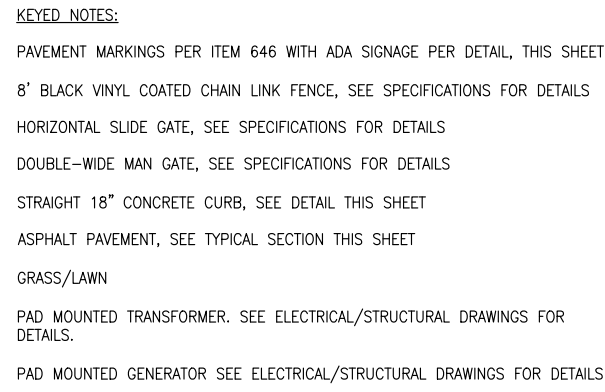 KEYED NOTES:
PAVEMENT MARKINGS PER ITEM 646 WITH ADA SIGNAGE PER DETAIL, THIS SHEET
8' BLACK VINYL COATED CHAIN LINK FENCE, SEE SPECIFICATIONS FOR DETAILS
HORIZONTAL SLIDE GATE, SEE SPECIFICATIONS FOR DETAILS
DOUBLE-WIDE MAN GATE, SEE SPECIFICATIONS FOR DETAILS
STRAIGHT 18" CONCRETE CURB, SEE DETAIL THIS SHEET
ASPHALT PAVEMENT, SEE TYPICAL SECTION THIS SHEET
GRASS/LAWN
PAD MOUNTED TRANSFORMER. SEE ELECTRICAL/STRUCTURAL DRAWINGS FOR
DETAILS.
PAD MOUNTED GENERATOR SEE ELECTRICAL/STRUCTURAL DRAWINGS FOR DETAILS